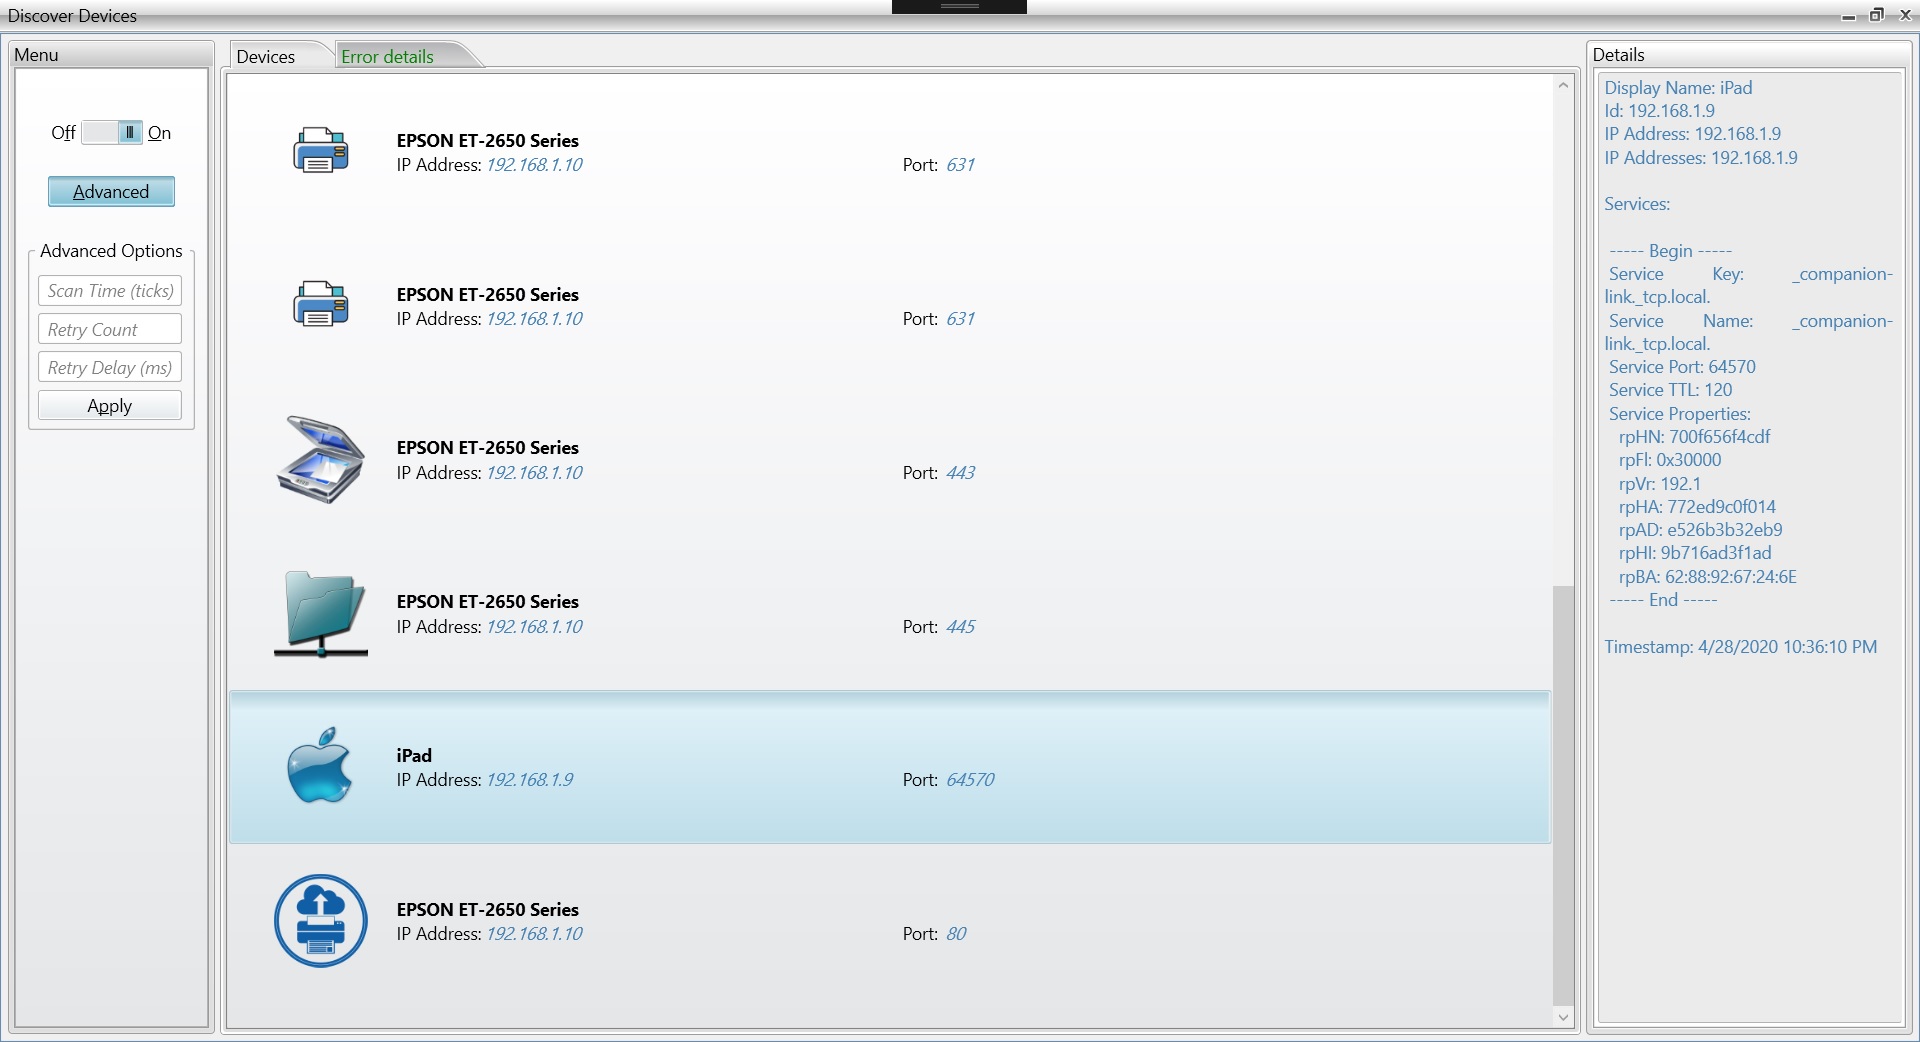 Discover Devices
Menu
Off On
Advanced
Advanced Options
Scan Time (ticks)
Retry Count
Retry Delay (ms)
Apply
Devices
Error details
EPSON ET-2650 Series
IP Address: 192.168.1.10 Port: 631
EPSON ET-2650 Series
IP Address: 192.168.1.10 Port: 631
EPSON ET-2650 Series
IP Address: 192.168.1.10 Port: 443
EPSON ET-2650 Series
IP Address: 192.168.1.10 Port: 445
iPad
IP Address: 192.168.1.9 Port: 64570
EPSON ET-2650 Series
IP Address: 192.168.1.10 Port: 80
Details
Display Name: iPad
Id: 192.168.1.9
IP Address: 192.168.1.9
IP Addresses: 192.168.1.9
Services:
----- Begin -----
Service Key: _companion-
link._tcp.local.
Service Name: _companion-
link._tcp.local.
Service Port: 64570
Service TTL: 120
Service Properties:
rpHN: 700f656f4cdf
rpFl: 0x30000
rpVr: 192.1
rpHA: 772ed9c0f014
rpAD: e526b3b32eb9
rpHI: 9b716ad3f1ad
rpBA: 62:88:92:67:24:6E
----- End -----
Timestamp: 4/28/2020 10:36:10 PM